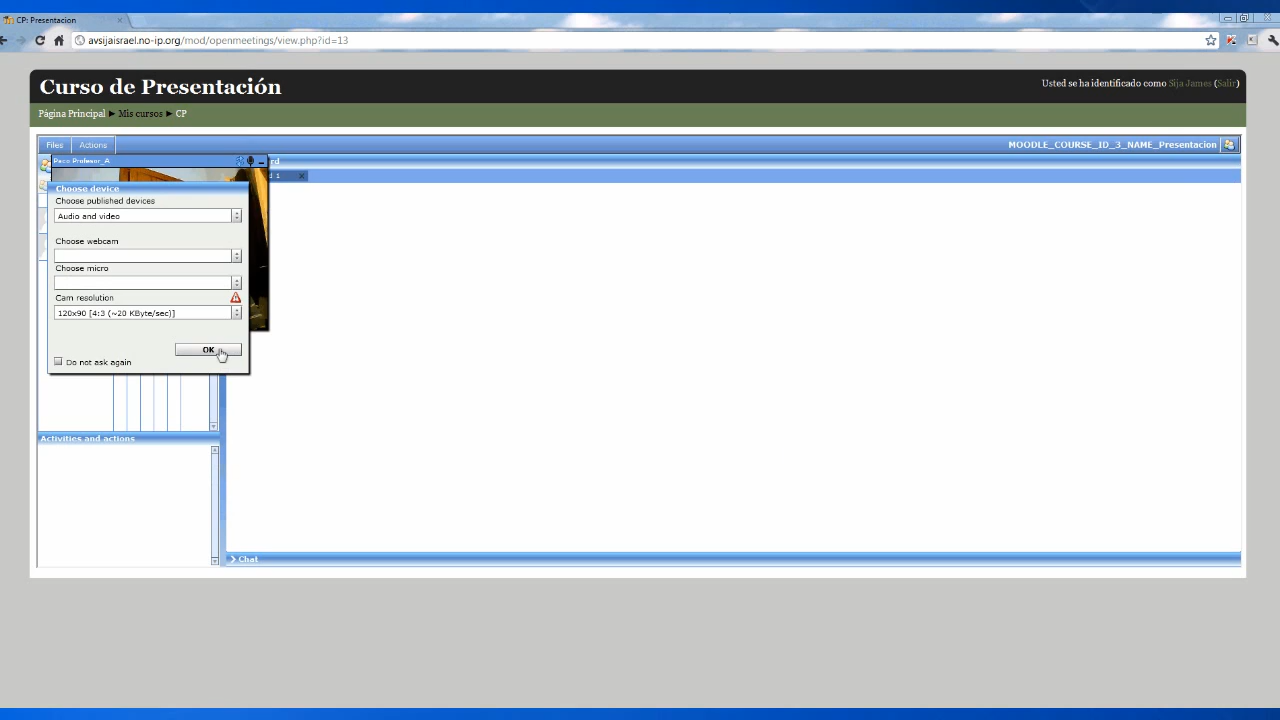 CP: Presentacion
avsijaisrael.no-ip.org/mod/openmeetings/view.php?id=13
Curso de Presentación
Usted se ha identificado como Sija James (Salir)
Página Principal ► Mis cursos ► CP
Files Actions
MOODLE_COURSE_ID_3_NAME_Presentacion
Paco Profesor_A
rd
d 1
Choose device
Choose published devices
Audio and video
Choose webcam
Choose micro
Cam resolution
120x90 [4:3 (~20 KByte/sec)]
OK
Do not ask again
Activities and actions
Chat